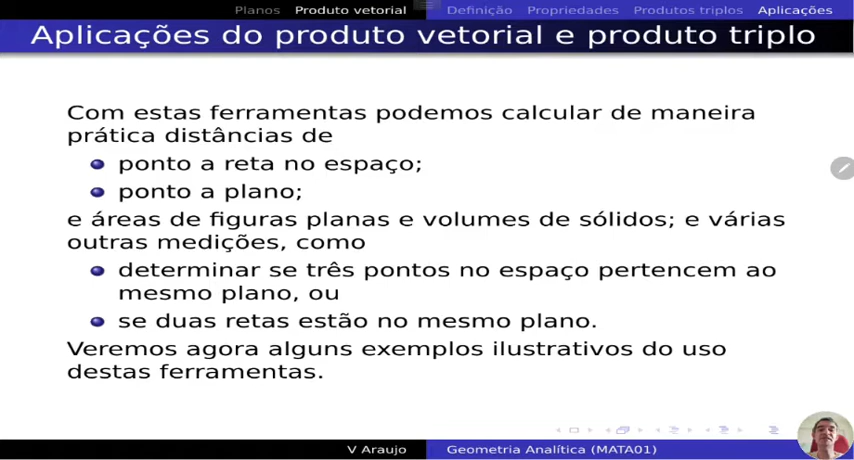 Planos Produto vetorial Definição Propriedades Produtos triplos Aplicações
Aplicações do produto vetorial e produto triplo
Com estas ferramentas podemos calcular de maneira
prática distâncias de
ponto a reta no espaço;
ponto a plano;
e áreas de figuras planas e volumes de sólidos; e várias
outras medições, como
determinar se três pontos no espaço pertencem ao
mesmo plano, ou
se duas retas estão no mesmo plano.
Veremos agora alguns exemplos ilustrativos do uso
destas ferramentas.
V Araujo Geometria Analítica (MATA01)